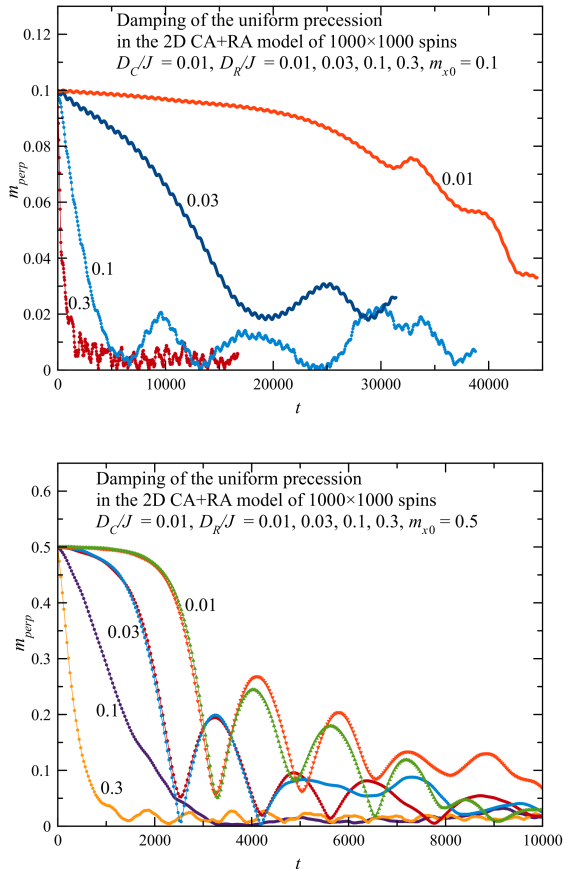 Damping of the uniform precession
in the 2D CA+RA model of 1000×1000 spins
D_C/J = 0.01, D_R/J = 0.01, 0.03, 0.1, 0.3, m_x0 = 0.1
0.12
0.1
0.08
0.06
0.04
0.02
0
m_perp
0.01
0.03
0.1
0.3
0 10000 20000 30000 40000
t
Damping of the uniform precession
in the 2D CA+RA model of 1000×1000 spins
D_C/J = 0.01, D_R/J = 0.01, 0.03, 0.1, 0.3, m_x0 = 0.5
0.6
0.5
0.4
0.3
0.2
0.1
0
m_perp
0.01
0.03
0.1
0.3
0 2000 4000 6000 8000 10000
t